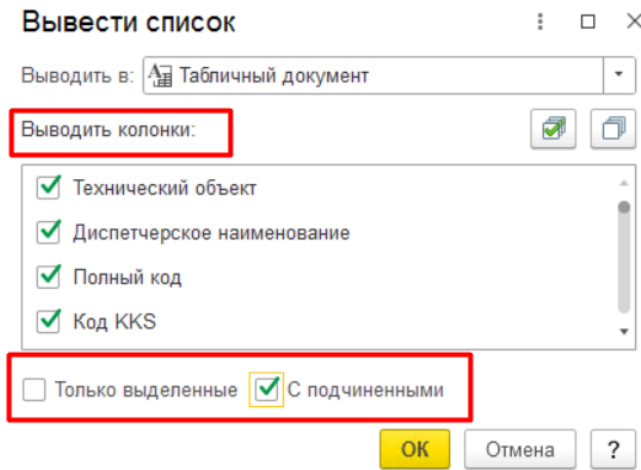 Вывести список
Выводить в: Табличный документ
Выводить колонки:
Технический объект
Диспетчерское наименование
Полный код
Код KKS
Только выделенные С подчиненными
ОК Отмена ?